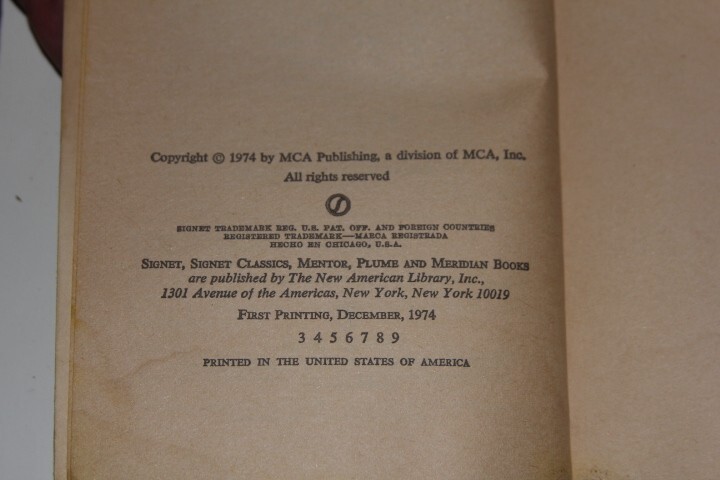 Copyright © 1974 by MCA Publishing, a division of MCA, Inc.
All rights reserved
SIGNET TRADEMARK REG. U.S. PAT. OFF. AND FOREIGN COUNTRIES
REGISTERED TRADEMARK—MARCA REGISTRADA
HECHO EN CHICAGO, U.S.A.
SIGNET, SIGNET CLASSICS, MENTOR, PLUME AND MERIDIAN BOOKS
are published by The New American Library, Inc.,
1301 Avenue of the Americas, New York, New York 10019
FIRST PRINTING, DECEMBER, 1974
3 4 5 6 7 8 9
PRINTED IN THE UNITED STATES OF AMERICA